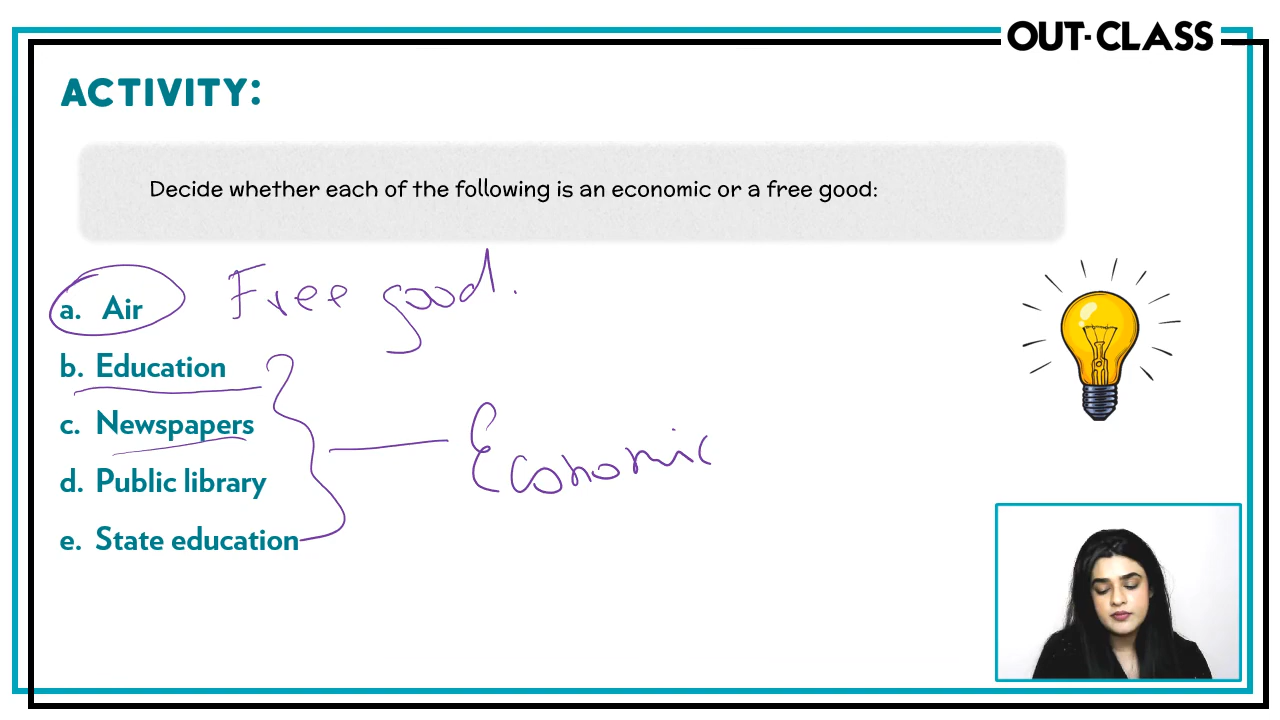 OUT-CLASS
ACTIVITY:
Decide whether each of the following is an economic or a free good:
a. Air Free good.
b. Education
c. Newspapers
Economic
d. Public library
e. State education